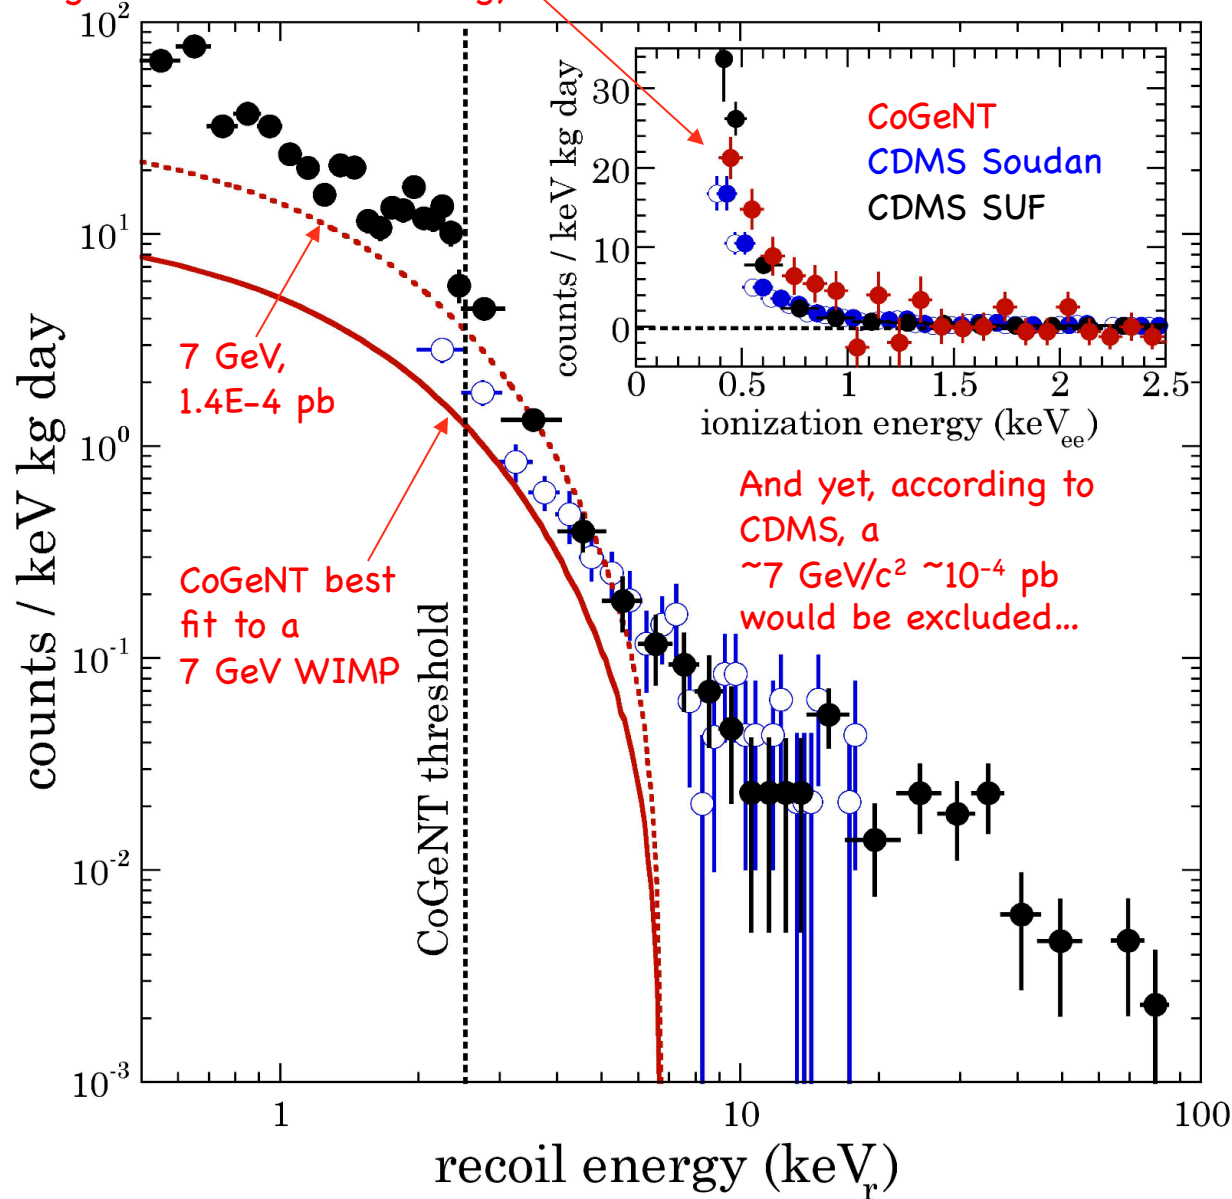 10²
10¹
10⁰
10⁻¹
10⁻²
10⁻³
counts / keV kg day
1
10
100
recoil energy (keVᵣ)
7 GeV,
1.4E-4 pb
CoGeNT best
fit to a
7 GeV WIMP
CoGeNT threshold
30
20
10
0
counts / keV kg day
CoGeNT
CDMS Soudan
CDMS SUF
0
0.5
1
1.5
2
2.5
ionization energy (keVₑₑ)
And yet, according to
CDMS, a
~7 GeV/c² ~10⁻⁴ pb
would be excluded...